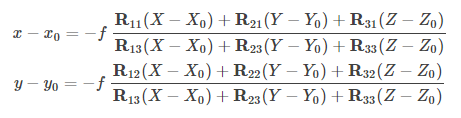 x − x₀ = −f (R₁₁(X − X₀) + R₂₁(Y − Y₀) + R₃₁(Z − Z₀)) / (R₁₃(X − X₀) + R₂₃(Y − Y₀) + R₃₃(Z − Z₀))
y − y₀ = −f (R₁₂(X − X₀) + R₂₂(Y − Y₀) + R₃₂(Z − Z₀)) / (R₁₃(X − X₀) + R₂₃(Y − Y₀) + R₃₃(Z − Z₀))